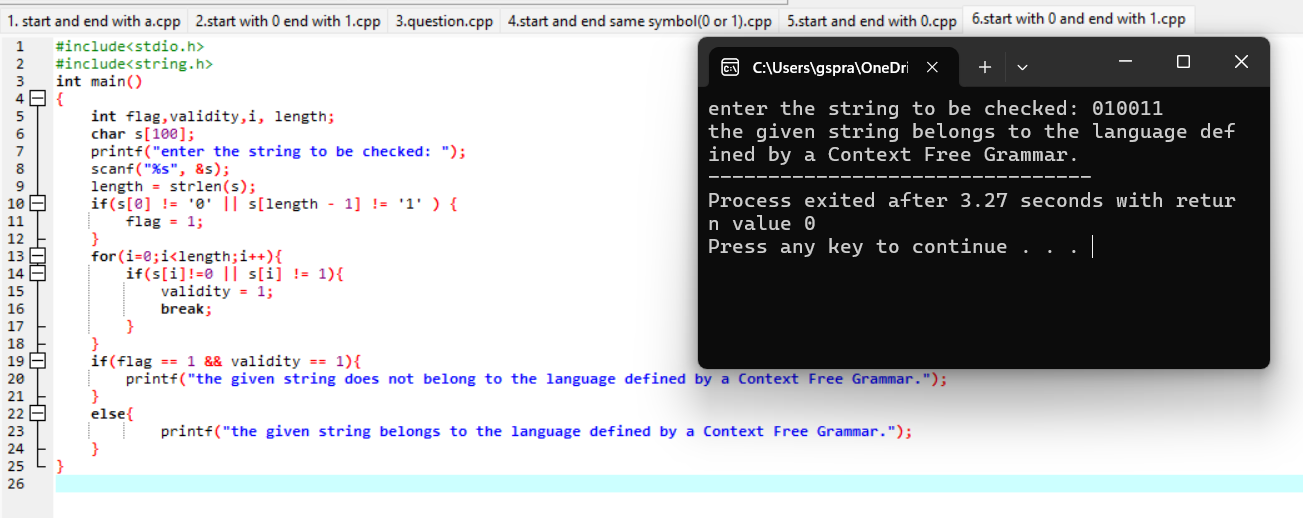 1. start and end with a.cpp 2.start with 0 end with 1.cpp 3.question.cpp 4.start and end same symbol(0 or 1).cpp 5.start and end with 0.cpp 6.start with 0 and end with 1.cpp
1 #include<stdio.h>
2 #include<string.h>
3 int main()
4 {
5 int flag,validity,i, length;
6 char s[100];
7 printf("enter the string to be checked: ");
8 scanf("%s", &s);
9 length = strlen(s);
10 if(s[0] != '0' || s[length - 1] != '1' ) {
11 flag = 1;
12 }
13 for(i=0;i<length;i++){
14 if(s[i]!=0 || s[i] != 1){
15 validity = 1;
16 break;
17 }
18 }
19 if(flag == 1 && validity == 1){
20 printf("the given string does not belong to the language defined by a Context Free Grammar.");
21 }
22 else{
23 printf("the given string belongs to the language defined by a Context Free Grammar.");
24 }
25 }
26
C:\Users\gspra\OneDri
enter the string to be checked: 010011
the given string belongs to the language def
ined by a Context Free Grammar.
--------------------------------
Process exited after 3.27 seconds with retur
n value 0
Press any key to continue . . .